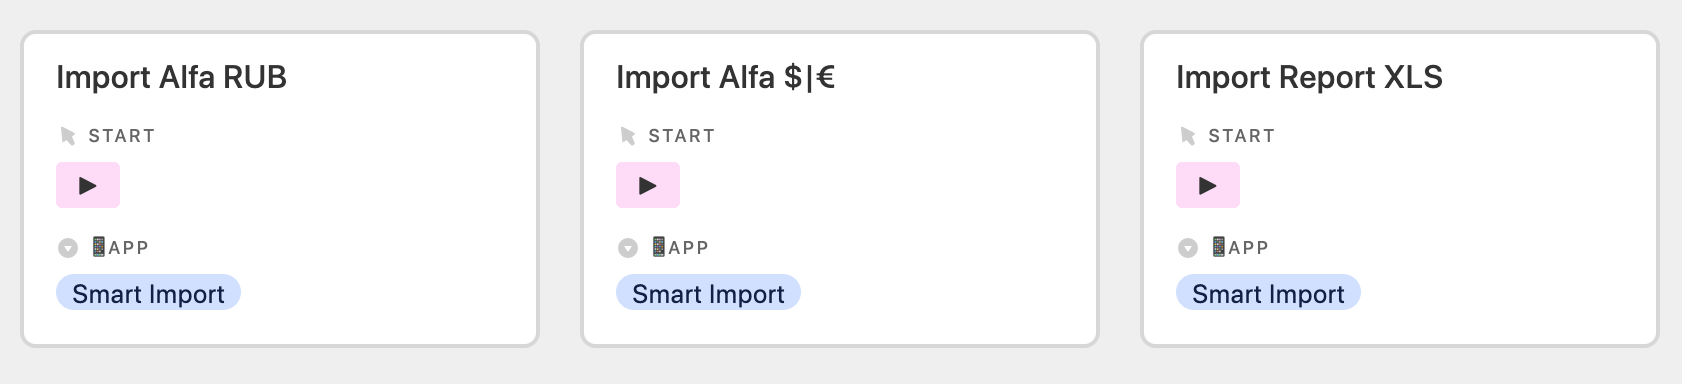 Import Alfa RUB
START
APP
Smart Import
Import Alfa $|€
START
APP
Smart Import
Import Report XLS
START
APP
Smart Import